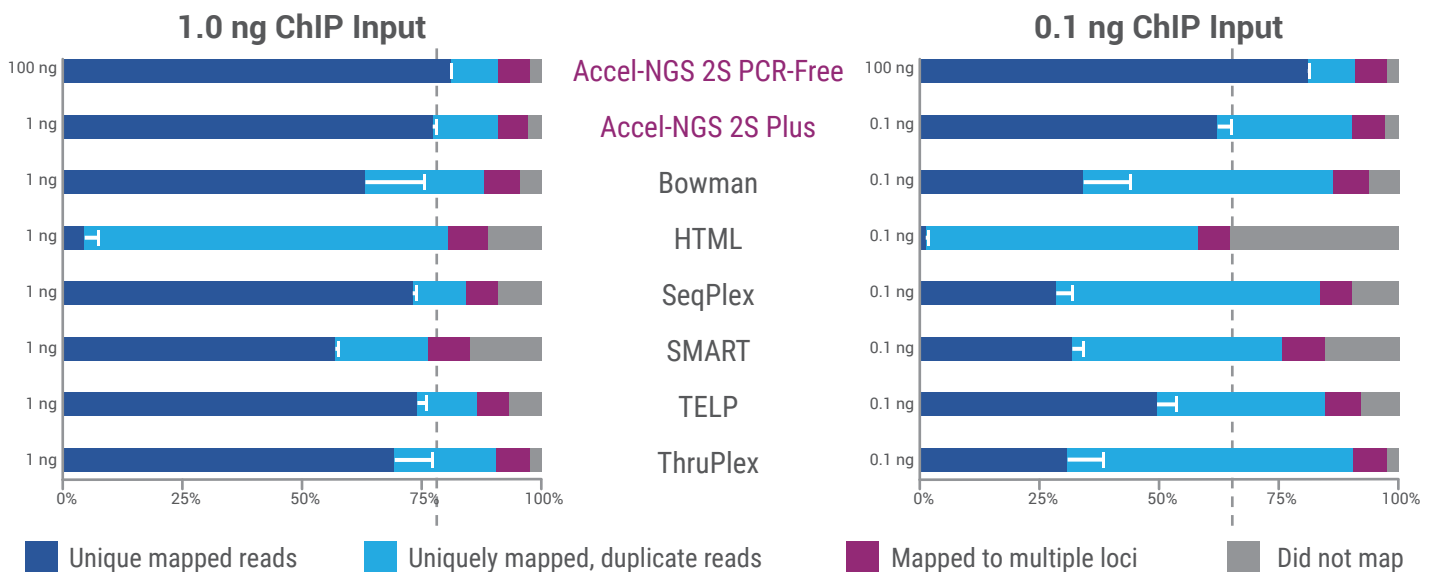 1.0 ng ChIP Input
0.1 ng ChIP Input
100 ng
Accel-NGS 2S PCR-Free
100 ng
1 ng
Accel-NGS 2S Plus
0.1 ng
1 ng
Bowman
0.1 ng
1 ng
HTML
0.1 ng
1 ng
SeqPlex
0.1 ng
1 ng
SMART
0.1 ng
1 ng
TELP
0.1 ng
1 ng
ThruPlex
0.1 ng
0% 25% 50% 75% 100%
0% 25% 50% 75% 100%
Unique mapped reads
Uniquely mapped, duplicate reads
Mapped to multiple loci
Did not map